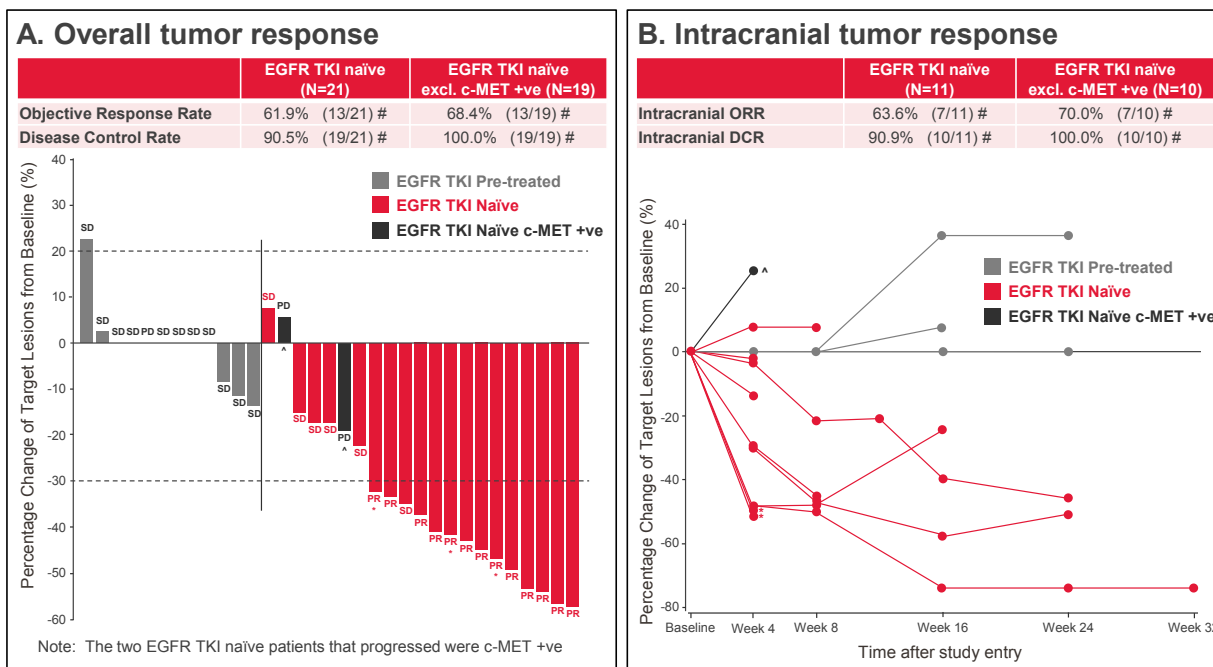 A. Overall tumor response
EGFR TKI naïve
(N=21)
EGFR TKI naïve
excl. c-MET +ve (N=19)
Objective Response Rate 61.9% (13/21) # 68.4% (13/19) #
Disease Control Rate 90.5% (19/21) # 100.0% (19/19) #
Percentage Change of Target Lesions from Baseline (%)
40
30
20
10
0
-10
-20
-30
-40
-50
-60
EGFR TKI Pre-treated
EGFR TKI Naïve
EGFR TKI Naïve c-MET +ve
SD
SD
SD SD PD SD SD SD SD
SD
SD
SD
SD
PD
^
SD
SD SD
PD
^
SD
PR
*
PR
SD
PR
PR
PR
*
PR
PR
PR
*
PR
PR
PR
PR
PR
Note: The two EGFR TKI naïve patients that progressed were c-MET +ve
B. Intracranial tumor response
EGFR TKI naïve
(N=11)
EGFR TKI naïve
excl. c-MET +ve (N=10)
Intracranial ORR 63.6% (7/11) # 70.0% (7/10) #
Intracranial DCR 90.9% (10/11) # 100.0% (10/10) #
Percentage Change of Target Lesions from Baseline (%)
40
20
0
-20
-40
-60
-80
EGFR TKI Pre-treated
EGFR TKI Naïve
EGFR TKI Naïve c-MET +ve
^
*
*
Baseline Week 4 Week 8 Week 16 Week 24 Week 32
Time after study entry